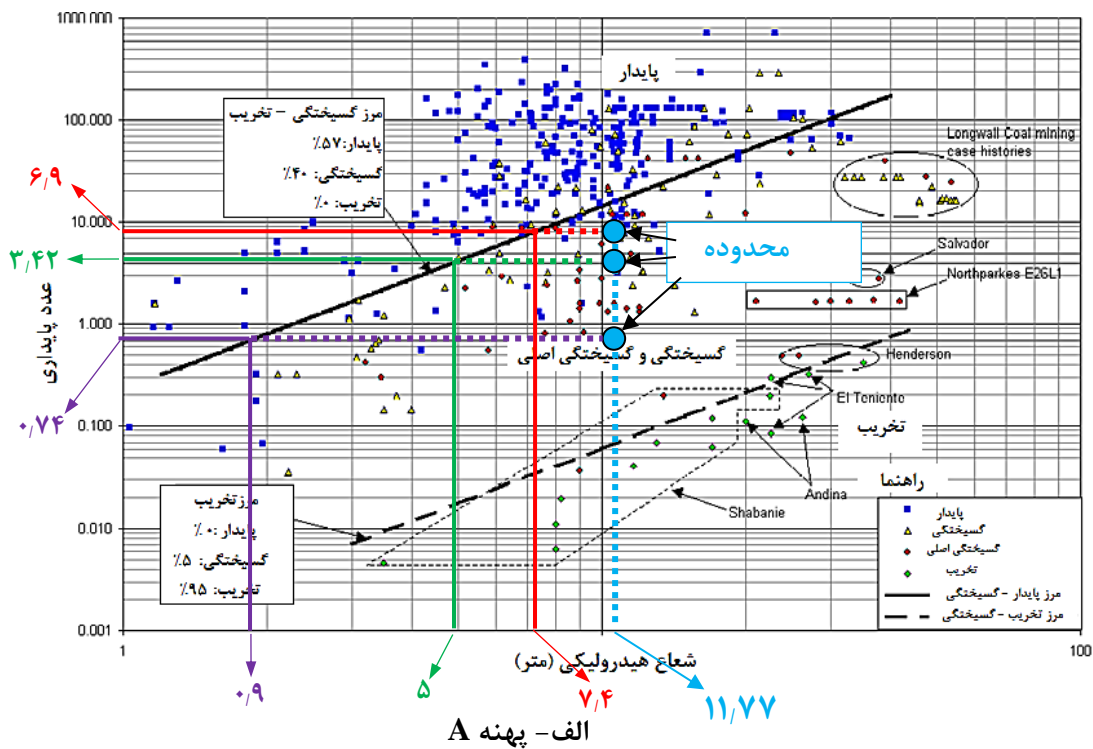 1000.000
100.000
10.000
1.000
0.100
0.010
0.001
عدد پایداری
۶٫۹
۳٫۴۲
۰٫۷۴
پایدار
مرز گسیختگی – تخریب
پایدار:۵۷٪
گسیختگی: ۴۰٪
تخریب: ۰٪
Longwall Coal mining
case histories
محدوده
Salvador
Northparkes E26L1
گسیختگی و گسیختگی اصلی
Henderson
El Teniente
تخریب
Andina
Shabanie
مرزتخریب
پایدار :۰٪
گسیختگی: ۵٪
تخریب: ۹۵٪
راهنما
پایدار
گسیختگی
گسیختگی اصلی
تخریب
مرز پایدار – گسیختگی
مرز تخریب – گسیختگی
1
100
شعاع هیدرولیکی (متر)
۰٫۹
۵
۷٫۴
۱۱٫۷۷
الف- پهنه A